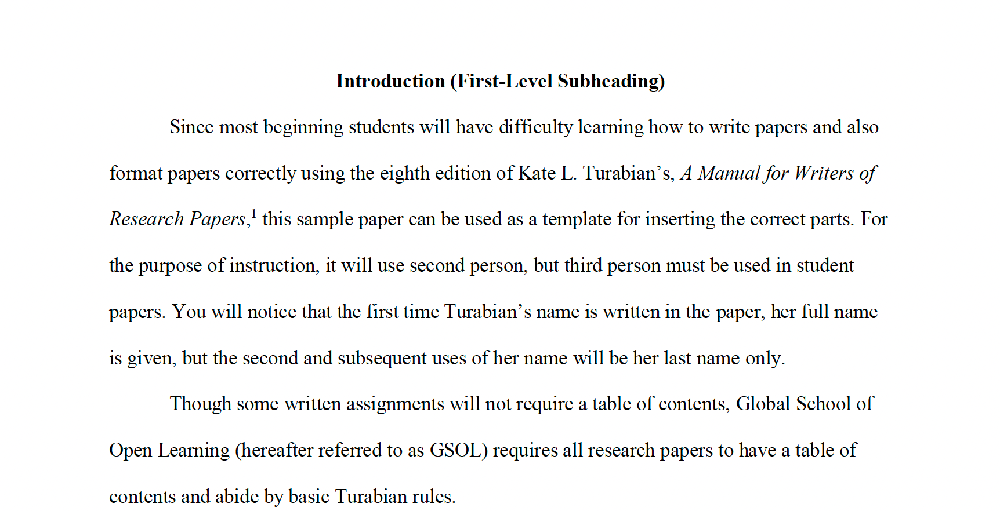 Introduction (First-Level Subheading)
Since most beginning students will have difficulty learning how to write papers and also
format papers correctly using the eighth edition of Kate L. Turabian’s, A Manual for Writers of
Research Papers,¹ this sample paper can be used as a template for inserting the correct parts. For
the purpose of instruction, it will use second person, but third person must be used in student
papers. You will notice that the first time Turabian’s name is written in the paper, her full name
is given, but the second and subsequent uses of her name will be her last name only.
Though some written assignments will not require a table of contents, Global School of
Open Learning (hereafter referred to as GSOL) requires all research papers to have a table of
contents and abide by basic Turabian rules.